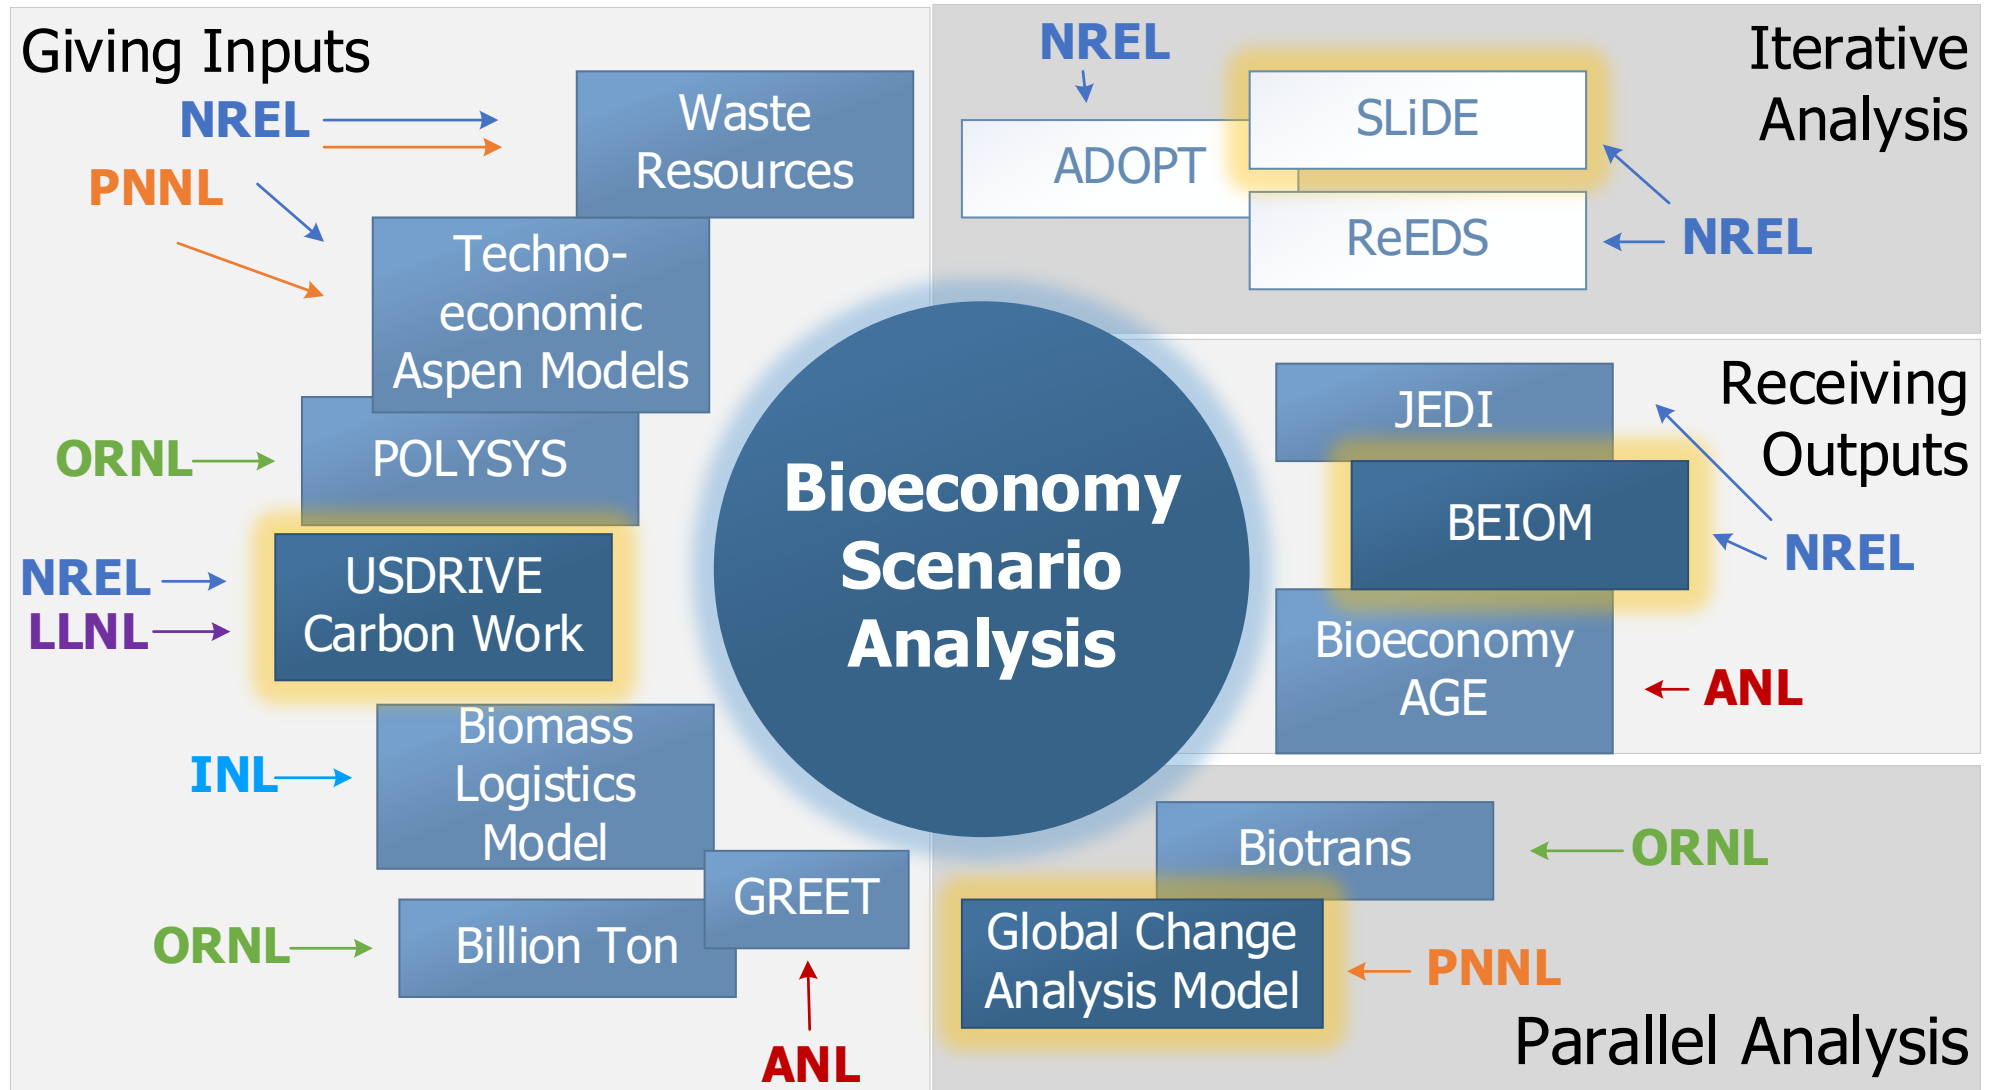 Giving Inputs
NREL
PNNL
Waste
Resources
Techno-
economic
Aspen Models
ORNL
POLYSYS
NREL
LLNL
USDRIVE
Carbon Work
INL
Biomass
Logistics
Model
GREET
ORNL
Billion Ton
ANL
Bioeconomy
Scenario
Analysis
Iterative
Analysis
NREL
SLiDE
ADOPT
ReEDS
NREL
Receiving
Outputs
JEDI
BEIOM
NREL
Bioeconomy
AGE
ANL
Biotrans
ORNL
Global Change
Analysis Model
PNNL
Parallel Analysis